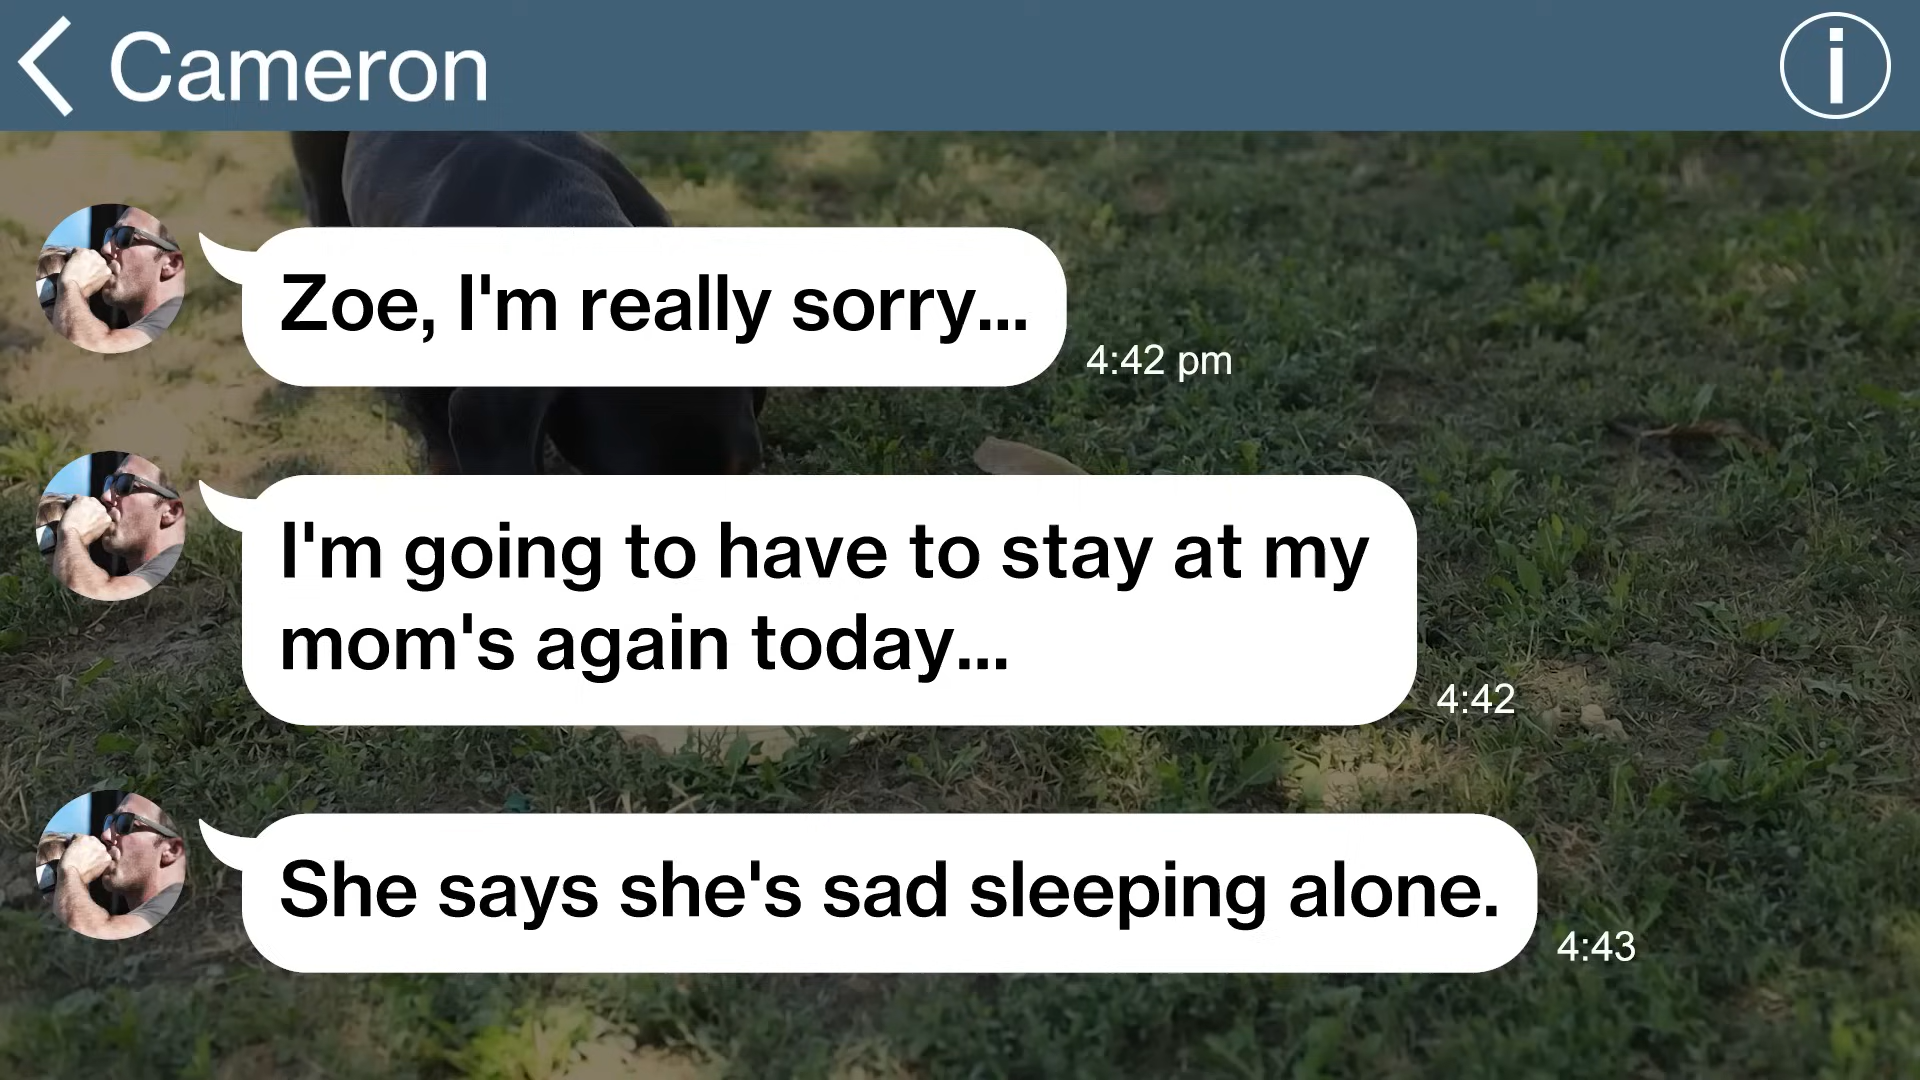 Cameron
Zoe, I'm really sorry...
4:42 pm
I'm going to have to stay at my
mom's again today...
4:42
She says she's sad sleeping alone.
4:43